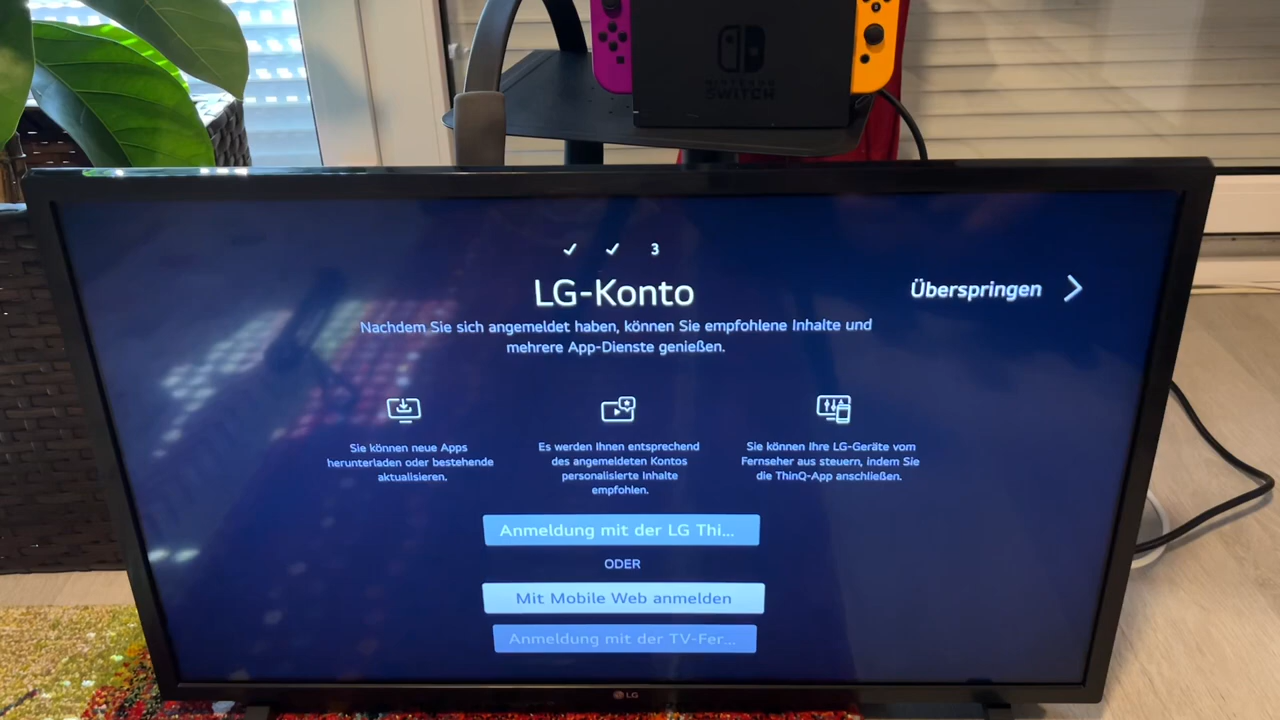 NINTENDO
SWITCH
✓ ✓ 3
LG-Konto
Überspringen
Nachdem Sie sich angemeldet haben, können Sie empfohlene Inhalte und
mehrere App-Dienste genießen.
Sie können neue Apps
herunterladen oder bestehende
aktualisieren.
Es werden Ihnen entsprechend
des angemeldeten Kontos
personalisierte Inhalte
empfohlen.
Sie können Ihre LG-Geräte vom
Fernseher aus steuern, indem Sie
die ThinQ-App anschließen.
Anmeldung mit der LG Thi...
ODER
Mit Mobile Web anmelden
Anmeldung mit der TV-Fer...
LG